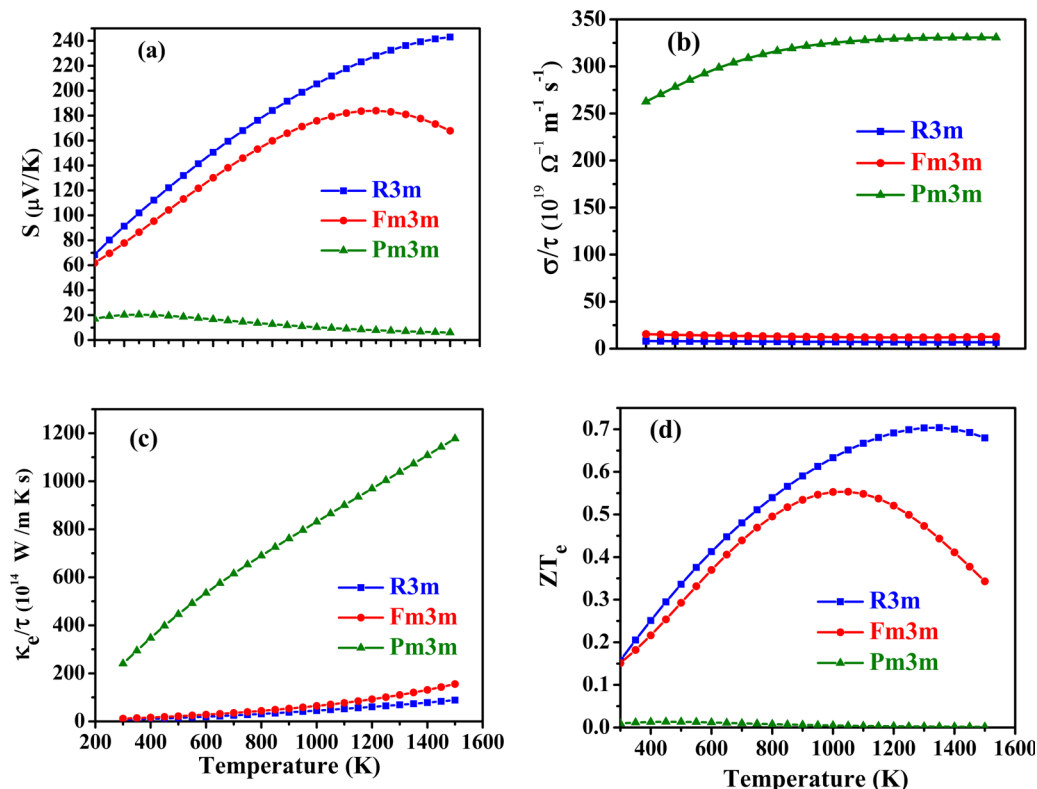 (a)
240
220
200
180
160
140
120
100
80
60
40
20
0
S (μV/K)
R3m
Fm3m
Pm3m
(b)
350
300
250
200
150
100
50
0
σ/τ (10¹⁹ Ω⁻¹ m⁻¹ s⁻¹)
R3m
Fm3m
Pm3m
(c)
1200
1000
800
600
400
200
0
κₑ/τ (10¹⁴ W /m K s)
R3m
Fm3m
Pm3m
200 400 600 800 1000 1200 1400 1600
Temperature (K)
(d)
0.7
0.6
0.5
0.4
0.3
0.2
0.1
0.0
ZTₑ
R3m
Fm3m
Pm3m
400 600 800 1000 1200 1400 1600
Temperature (K)